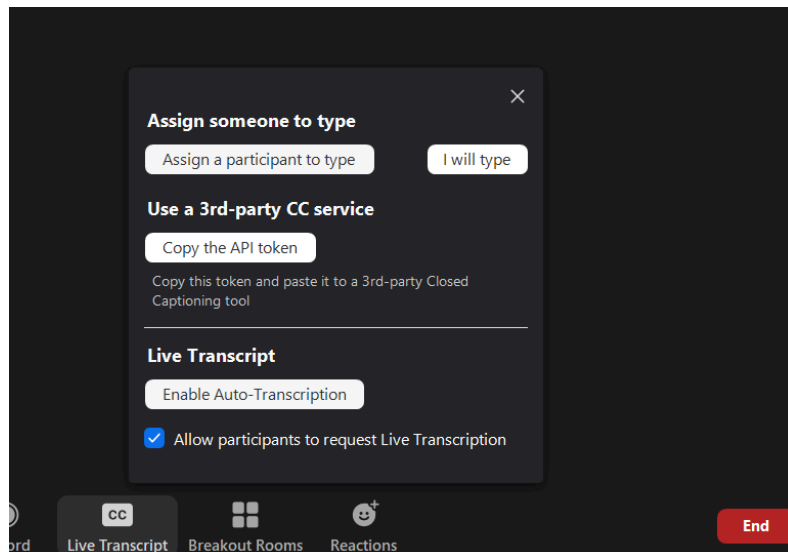 Assign someone to type
Assign a participant to type
I will type
Use a 3rd-party CC service
Copy the API token
Copy this token and paste it to a 3rd-party Closed
Captioning tool
Live Transcript
Enable Auto-Transcription
Allow participants to request Live Transcription
CC
End
ord
Live Transcript
Breakout Rooms
Reactions